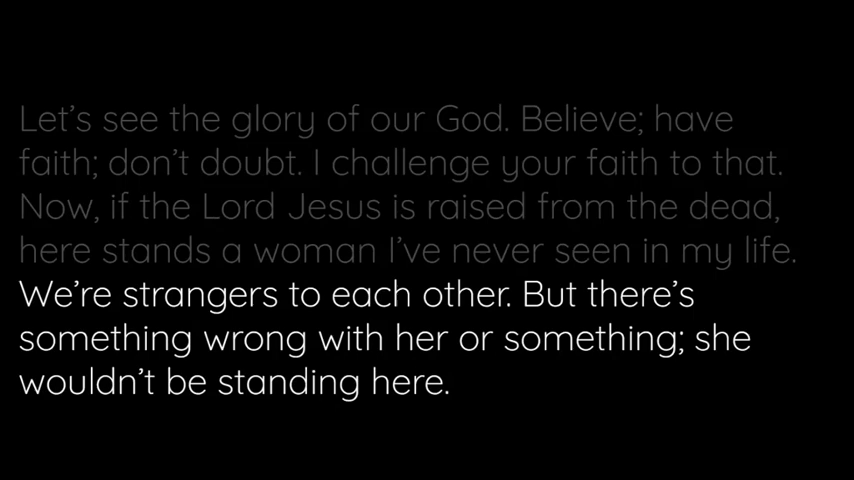 Let’s see the glory of our God. Believe; have
faith; don’t doubt. I challenge your faith to that.
Now, if the Lord Jesus is raised from the dead,
here stands a woman I’ve never seen in my life.
We’re strangers to each other. But there’s
something wrong with her or something; she
wouldn’t be standing here.